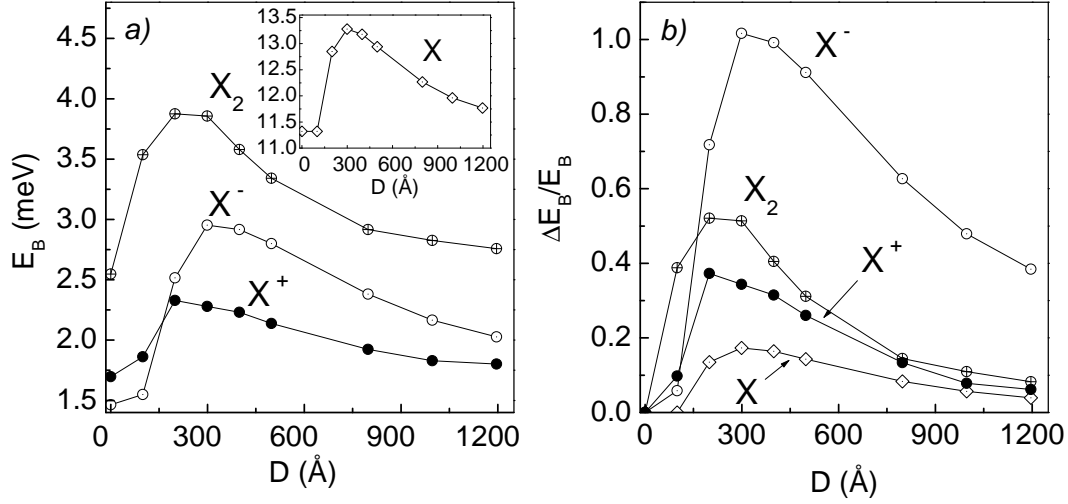 a)
4.5
4.0
3.5
3.0
2.5
2.0
1.5
E_B (meV)
0 300 600 900 1200
D (Å)
X_2
X^-
X^+
13.5
13.0
12.5
12.0
11.5
11.0
X
0 300 600 900 1200
D (Å)
b)
1.0
0.8
0.6
0.4
0.2
0.0
ΔE_B/E_B
0 300 600 900 1200
D (Å)
X^-
X_2
X^+
X